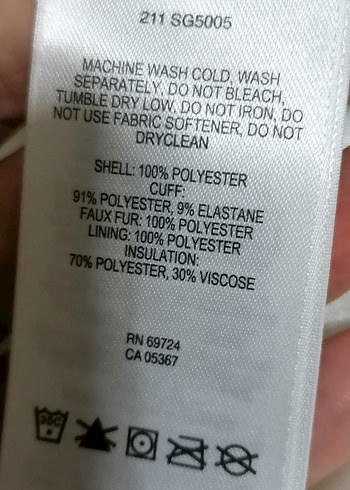 211 SG5005
MACHINE WASH COLD, WASH
SEPARATELY, DO NOT BLEACH,
TUMBLE DRY LOW, DO NOT IRON, DO
NOT USE FABRIC SOFTENER, DO NOT
DRYCLEAN
SHELL: 100% POLYESTER
CUFF:
91% POLYESTER, 9% ELASTANE
FAUX FUR: 100% POLYESTER
LINING: 100% POLYESTER
INSULATION:
70% POLYESTER, 30% VISCOSE
RN 69724
CA 05367
30C